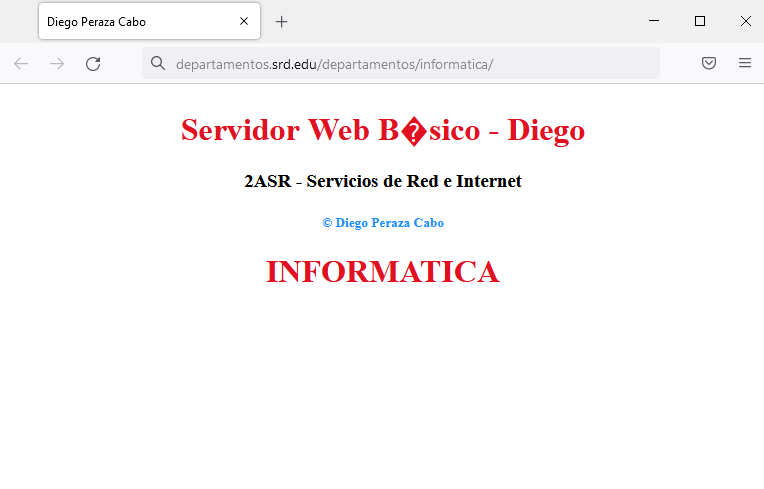 Diego Peraza Cabo
departamentos.srd.edu/departamentos/informatica/
Servidor Web B�sico - Diego
2ASR - Servicios de Red e Internet
© Diego Peraza Cabo
INFORMATICA